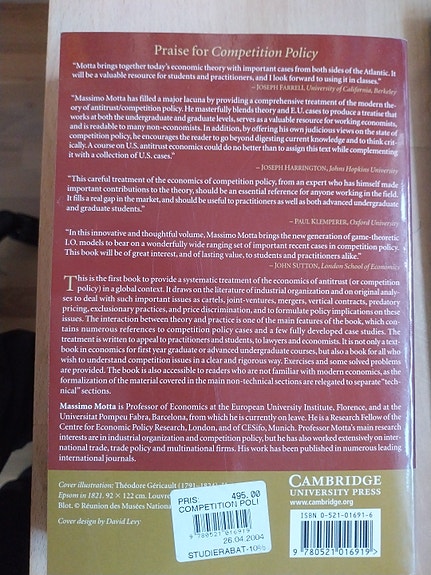 Praise for Competition Policy
"Motta brings together today's economic theory with important cases from both sides of the Atlantic. It
will be a valuable resource for students and practitioners, and I look forward to using it in classes."
– JOSEPH FARRELL, University of California, Berkeley
"Massimo Motta has filled a major lacuna by providing a comprehensive treatment of the modern the-
ory of antitrust/competition policy. He masterfully blends theory and E.U. cases to produce a treatise that
works at both the undergraduate and graduate levels, serves as a valuable resource for working economists,
and is readable to many non-economists. In addition, by offering his own judicious views on the state of
competition policy, he encourages the reader to go beyond digesting current knowledge and to think crit-
ically. A course on U.S. antitrust economics could do no better than to assign this text while complementing
it with a collection of U.S. cases."
– JOSEPH HARRINGTON, Johns Hopkins University
"This careful treatment of the economics of competition policy, from an expert who has himself made
important contributions to the theory, should be an essential reference for anyone working in the field.
It fills a real gap in the market, and should be useful to practitioners as well as both advanced undergraduate
and graduate students."
– PAUL KLEMPERER, Oxford University
"In this innovative and thoughtful volume, Massimo Motta brings the new generation of game-theoretic
I.O. models to bear on a wonderfully wide ranging set of important recent cases in competition policy.
This book will be of great interest, and of lasting value, to students and practitioners alike."
– JOHN SUTTON, London School of Economics
This is the first book to provide a systematic treatment of the economics of antitrust (or competition
policy) in a global context. It draws on the literature of industrial organization and on original analy-
ses to deal with such important issues as cartels, joint-ventures, mergers, vertical contracts, predatory
pricing, exclusionary practices, and price discrimination, and to formulate policy implications on these
issues. The interaction between theory and practice is one of the main features of the book, which con-
tains numerous references to competition policy cases and a few fully developed case studies. The
treatment is written to appeal to practitioners and students, to lawyers and economists. It is not only a text-
book in economics for first year graduate or advanced undergraduate courses, but also a book for all who
wish to understand competition issues in a clear and rigorous way. Exercises and some solved problems
are provided. The book is also accessible to readers who are not familiar with modern economics, as the
formalization of the material covered in the main non-technical sections are relegated to separate "tech-
nical" sections.
Massimo Motta is Professor of Economics at the European University Institute, Florence, and at the
Universitat Pompeu Fabra, Barcelona, from which he is currently on leave. He is a Research Fellow of the
Centre for Economic Policy Research, London, and of CESifo, Munich. Professor Motta's main research
interests are in industrial organization and competition policy, but he has also worked extensively on inter-
national trade, trade policy and multinational firms. His work has been published in numerous leading
international journals.
Cover illustration: Théodore Géricault (1791-1824)
Epsom in 1821. 92 × 122 cm. Louvre
Blot. © Réunion des Musées National
Cover design by David Levy
PRIS: 495,00
COMPETITION POLI
9 780521 016919
26.04.2004
STUDIERABAT-10%
CAMBRIDGE
UNIVERSITY PRESS
www.cambridge.org
ISBN 0-521-01691-6
9 780521 016919 >